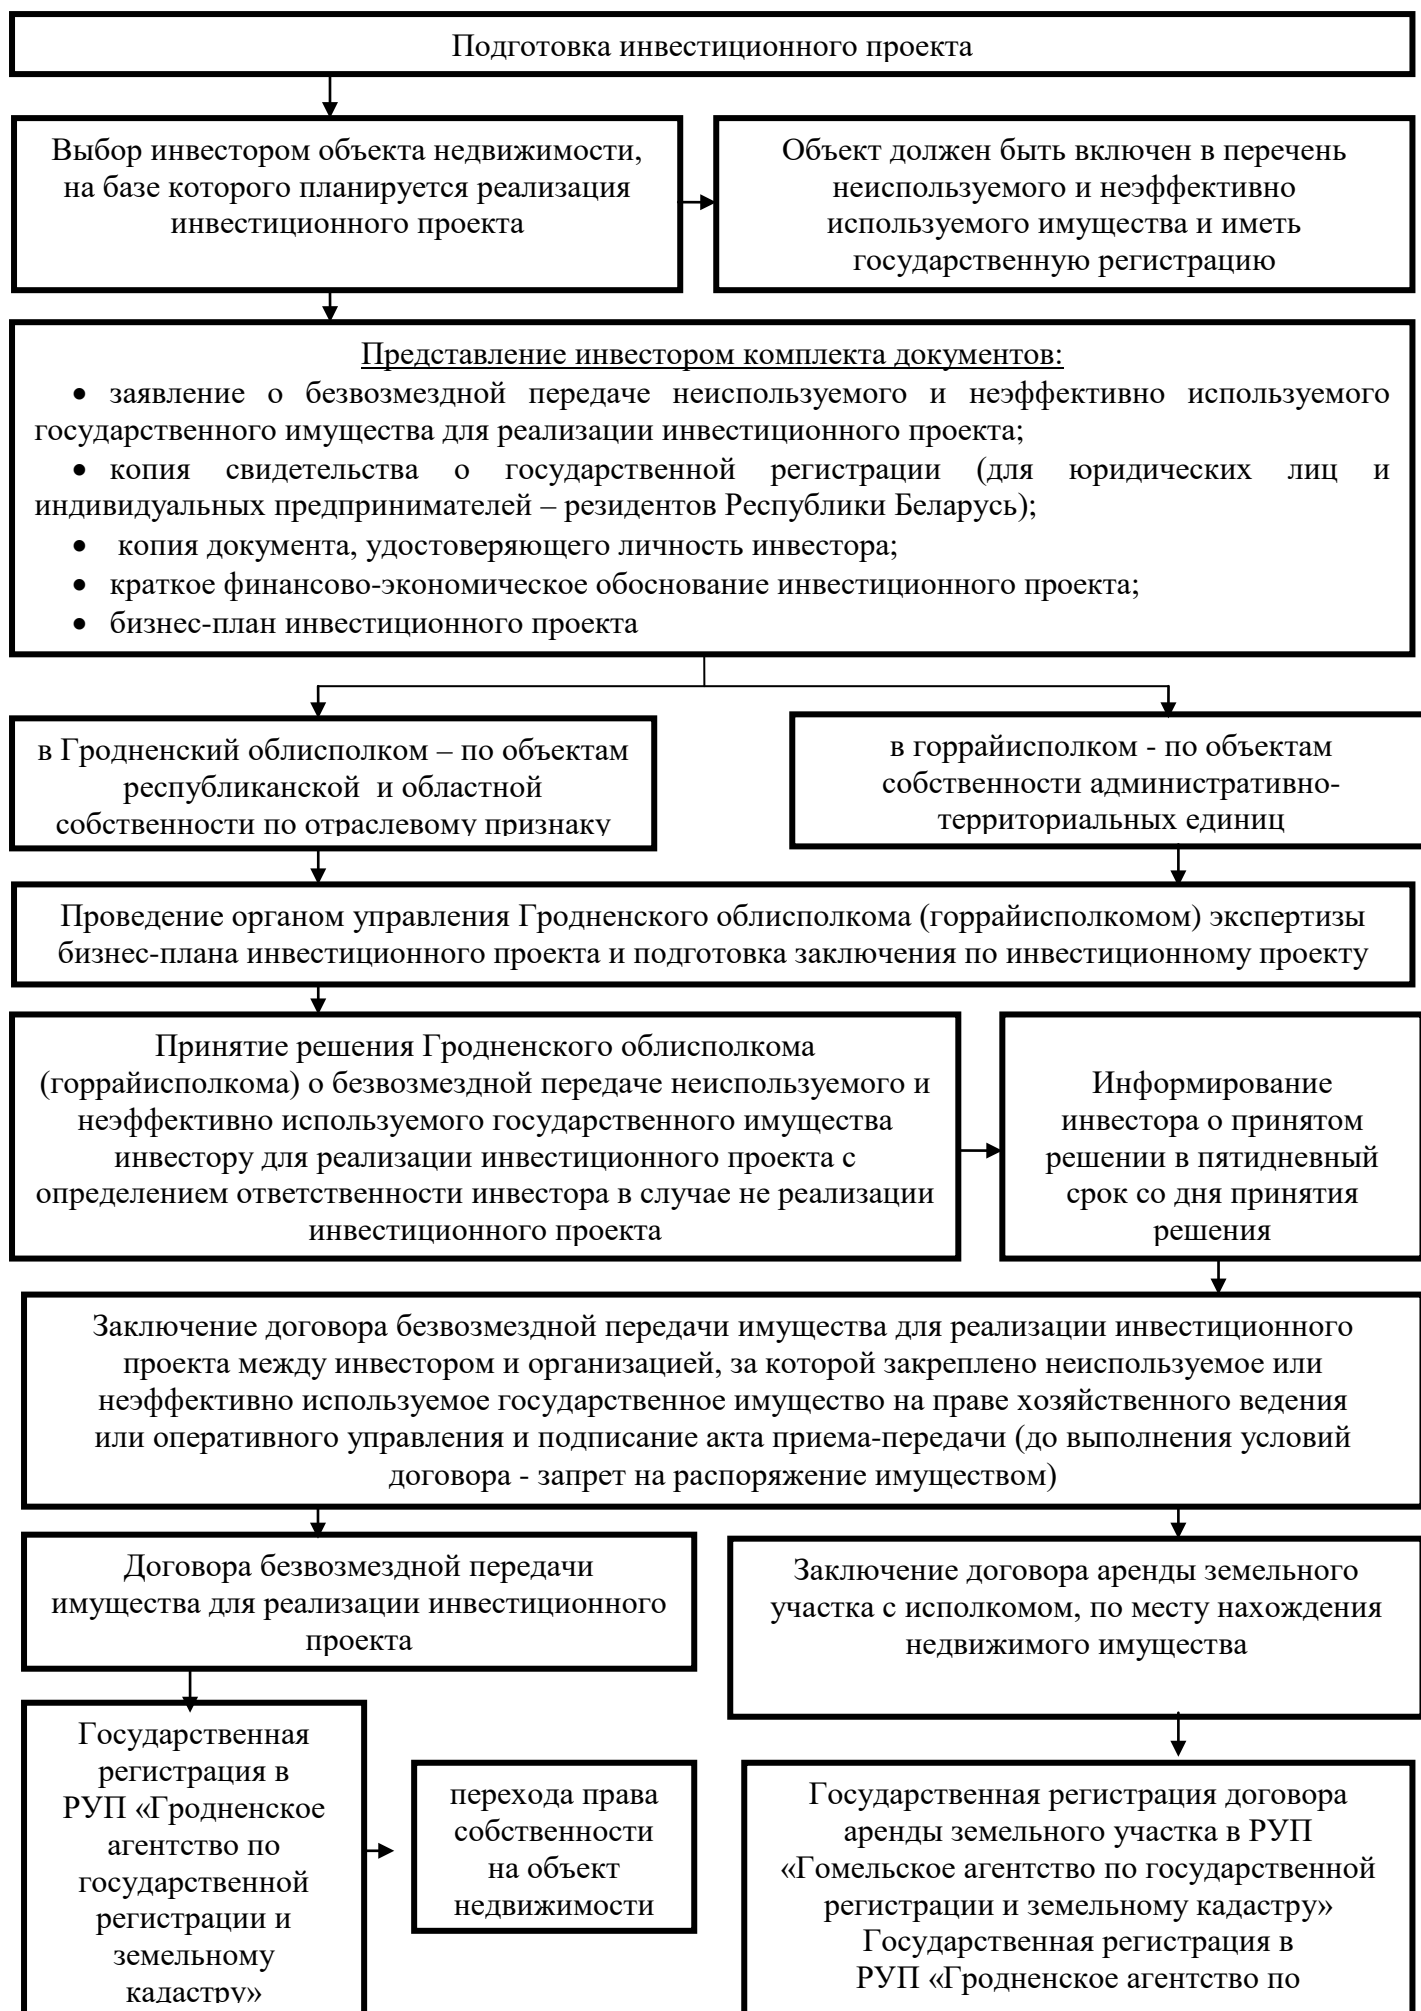 Подготовка инвестиционного проекта
Выбор инвестором объекта недвижимости,
на базе которого планируется реализация
инвестиционного проекта
Объект должен быть включен в перечень
неиспользуемого и неэффективно
используемого имущества и иметь
государственную регистрацию
Представление инвестором комплекта документов:
• заявление о безвозмездной передаче неиспользуемого и неэффективно используемого
государственного имущества для реализации инвестиционного проекта;
• копия свидетельства о государственной регистрации (для юридических лиц и
индивидуальных предпринимателей – резидентов Республики Беларусь);
• копия документа, удостоверяющего личность инвестора;
• краткое финансово-экономическое обоснование инвестиционного проекта;
• бизнес-план инвестиционного проекта
в Гродненский облисполком – по объектам
республиканской и областной
собственности по отраслевому признаку
в горрайисполком - по объектам
собственности административно-
территориальных единиц
Проведение органом управления Гродненского облисполкома (горрайисполкомом) экспертизы
бизнес-плана инвестиционного проекта и подготовка заключения по инвестиционному проекту
Принятие решения Гродненского облисполкома
(горрайисполкома) о безвозмездной передаче неиспользуемого и
неэффективно используемого государственного имущества
инвестору для реализации инвестиционного проекта с
определением ответственности инвестора в случае не реализации
инвестиционного проекта
Информирование
инвестора о принятом
решении в пятидневный
срок со дня принятия
решения
Заключение договора безвозмездной передачи имущества для реализации инвестиционного
проекта между инвестором и организацией, за которой закреплено неиспользуемое или
неэффективно используемое государственное имущество на праве хозяйственного ведения
или оперативного управления и подписание акта приема-передачи (до выполнения условий
договора - запрет на распоряжение имуществом)
Договора безвозмездной передачи
имущества для реализации инвестиционного
проекта
Заключение договора аренды земельного
участка с исполкомом, по месту нахождения
недвижимого имущества
Государственная
регистрация в
РУП «Гродненское
агентство по
государственной
регистрации и
земельному
кадастру»
перехода права
собственности
на объект
недвижимости
Государственная регистрация договора
аренды земельного участка в РУП
«Гомельское агентство по государственной
регистрации и земельному кадастру»
Государственная регистрация в
РУП «Гродненское агентство по